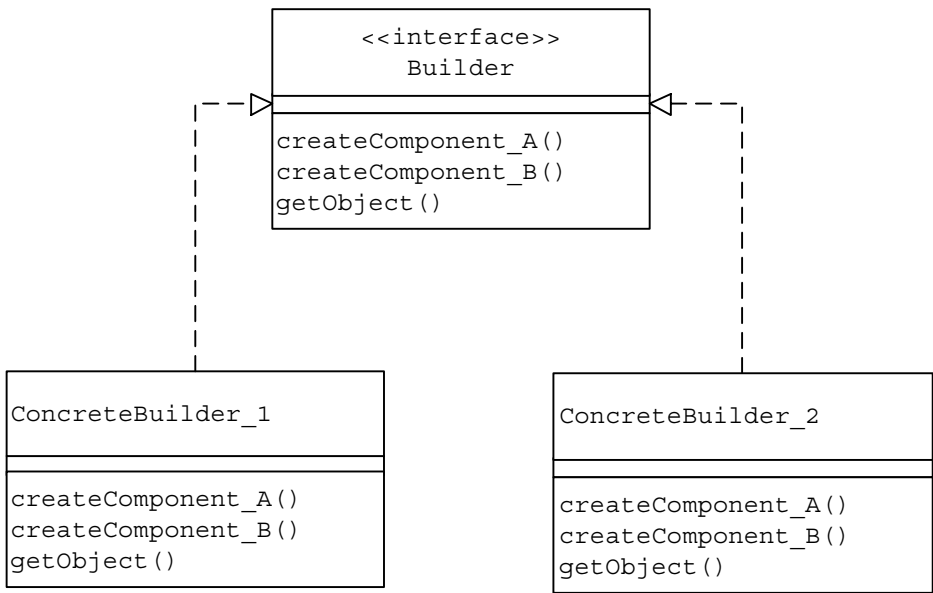 <<interface>>
Builder
createComponent_A()
createComponent_B()
getObject()
ConcreteBuilder_1
createComponent_A()
createComponent_B()
getObject()
ConcreteBuilder_2
createComponent_A()
createComponent_B()
getObject()